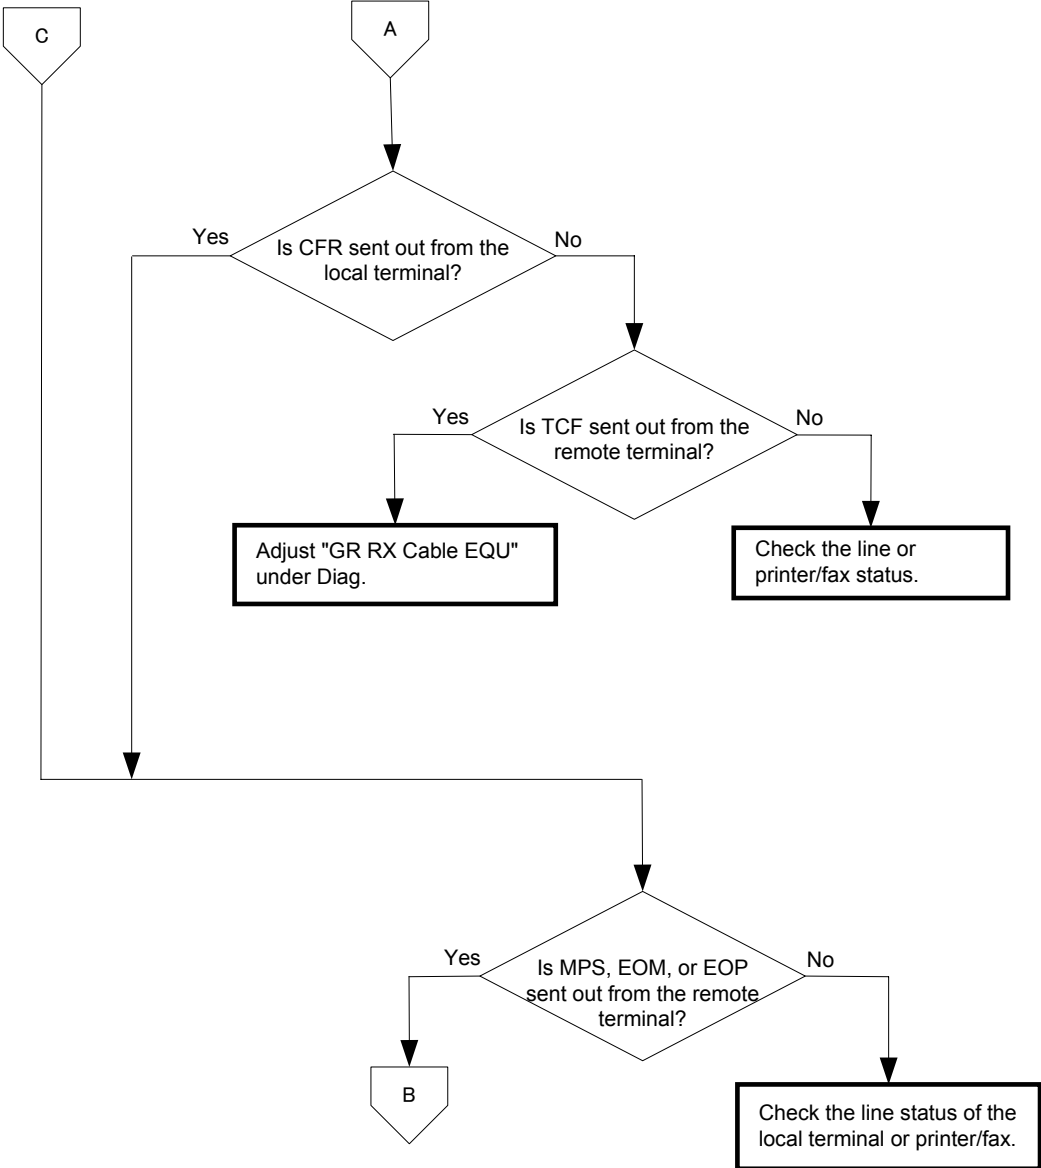 C
A
Yes
Is CFR sent out from the
local terminal?
No
Yes
Is TCF sent out from the
remote terminal?
No
Adjust "GR RX Cable EQU"
under Diag.
Check the line or
printer/fax status.
Yes
Is MPS, EOM, or EOP
sent out from the remote
terminal?
No
B
Check the line status of the
local terminal or printer/fax.